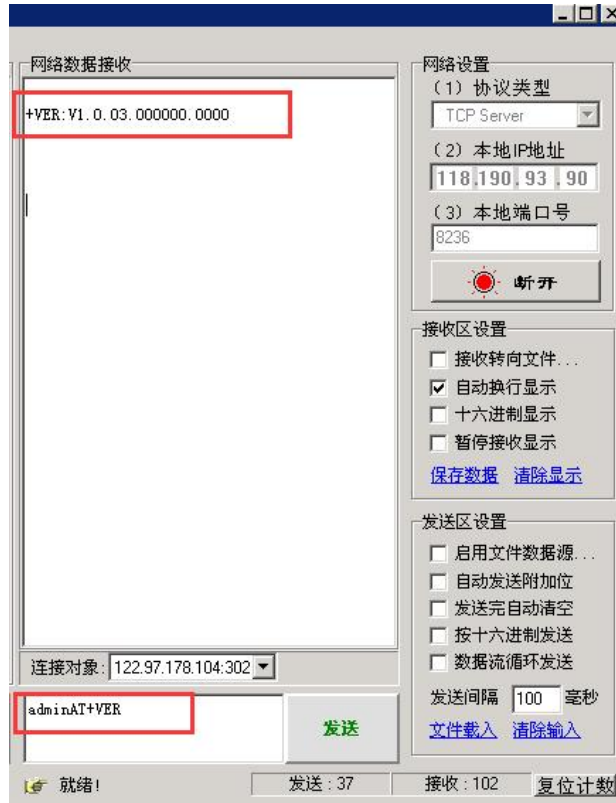 网络数据接收
+VER:V1.0.03.000000.0000
连接对象:
122.97.178.104:302
adminAT+VER
发送
网络设置
(1) 协议类型
TCP Server
(2) 本地IP地址
118.190.93.90
(3) 本地端口号
8236
断开
接收区设置
接收转向文件...
自动换行显示
十六进制显示
暂停接收显示
保存数据 清除显示
发送区设置
启用文件数据源...
自动发送附加位
发送完自动清空
按十六进制发送
数据流循环发送
发送间隔 100 毫秒
文件载入 清除输入
就绪! 发送:37 接收:102 复位计数